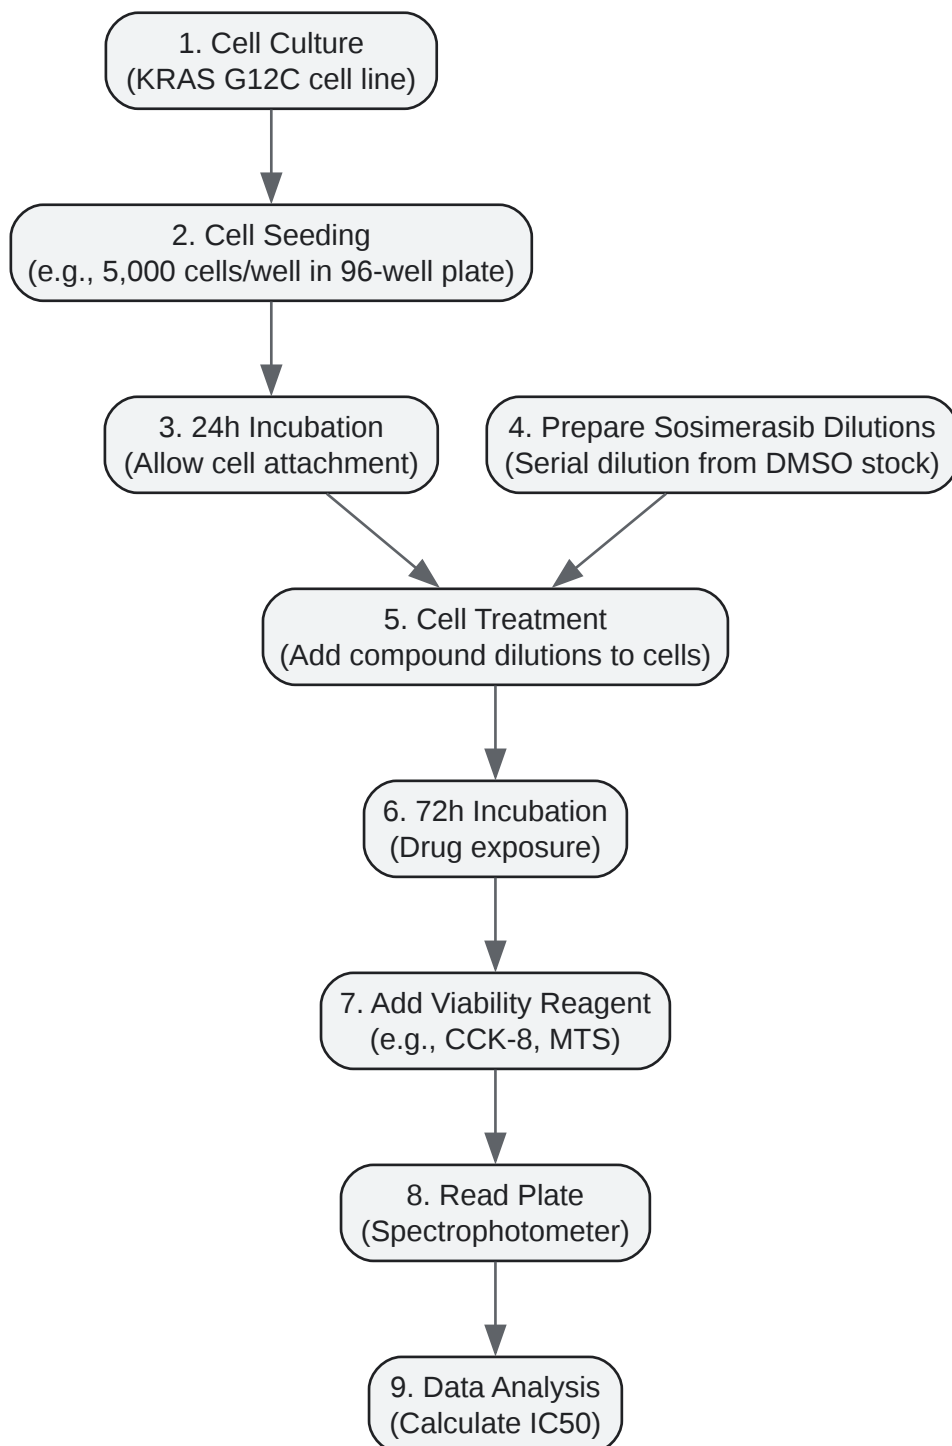 1. Cell Culture
(KRAS G12C cell line)
2. Cell Seeding
(e.g., 5,000 cells/well in 96-well plate)
3. 24h Incubation
(Allow cell attachment)
4. Prepare Sosimerasib Dilutions
(Serial dilution from DMSO stock)
5. Cell Treatment
(Add compound dilutions to cells)
6. 72h Incubation
(Drug exposure)
7. Add Viability Reagent
(e.g., CCK-8, MTS)
8. Read Plate
(Spectrophotometer)
9. Data Analysis
(Calculate IC50)